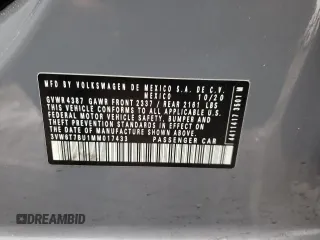 MFD BY VOLKSWAGEN DE MEXICO S.A. DE C.V.
MEXICO 10/20
GVWR 4387 GAWR FRONT 2337 / REAR 2161 LBS
THIS VEHICLE CONFORMS TO ALL APPLICABLE
FEDERAL MOTOR VEHICLE SAFETY, BUMPER AND
THEFT PREVENTION STANDARDS IN EFFECT ON
THE DATE OF MANUFACTURE SHOWN ABOVE.
3VW6T7BU1MM017433 PASSENGER CAR
DREAMBID